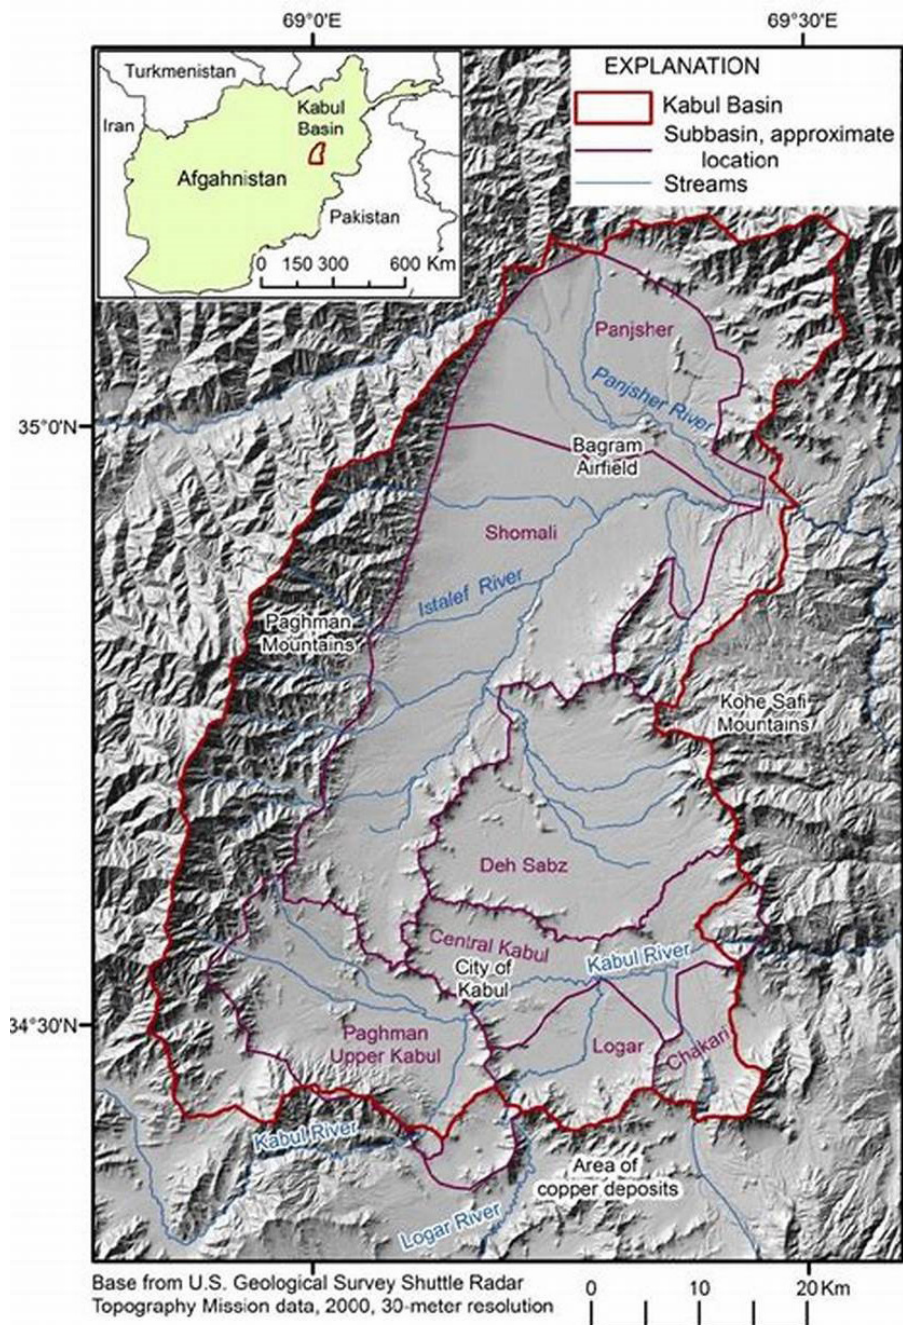 69°0'E
69°30'E
Turkmenistan
Iran
Kabul
Basin
Afgahnistan
Pakistan
0 150 300 600 Km
EXPLANATION
Kabul Basin
Subbasin, approximate
location
Streams
Panjsher
Panjsher River
35°0'N
Bagram
Airfield
Shomali
Istalef River
Paghman
Mountains
Kohe Safi
Mountains
Deh Sabz
Central Kabul
Kabul River
City of
Kabul
34°30'N
Paghman
Upper Kabul
Logar
Chakari
Kabul River
Area of
copper deposits
Logar River
Base from U.S. Geological Survey Shuttle Radar
Topography Mission data, 2000, 30-meter resolution
0 10 20 Km